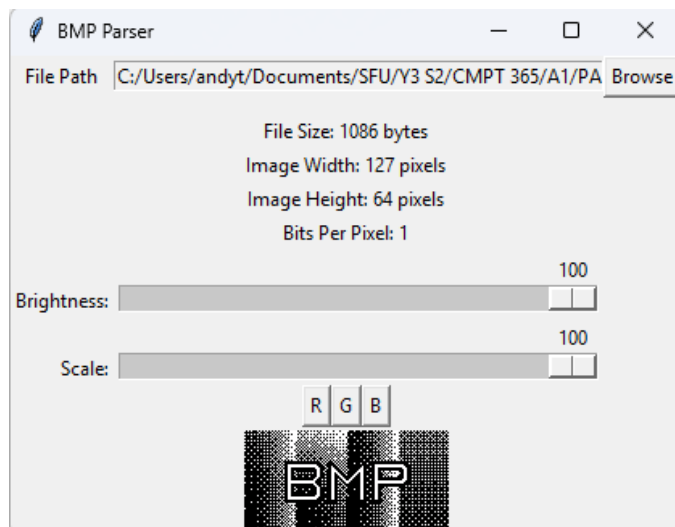 BMP Parser
File Path C:/Users/andyt/Documents/SFU/Y3 S2/CMPT 365/A1/PA Browse
File Size: 1086 bytes
Image Width: 127 pixels
Image Height: 64 pixels
Bits Per Pixel: 1
100
Brightness:
100
Scale:
R G B
BMP